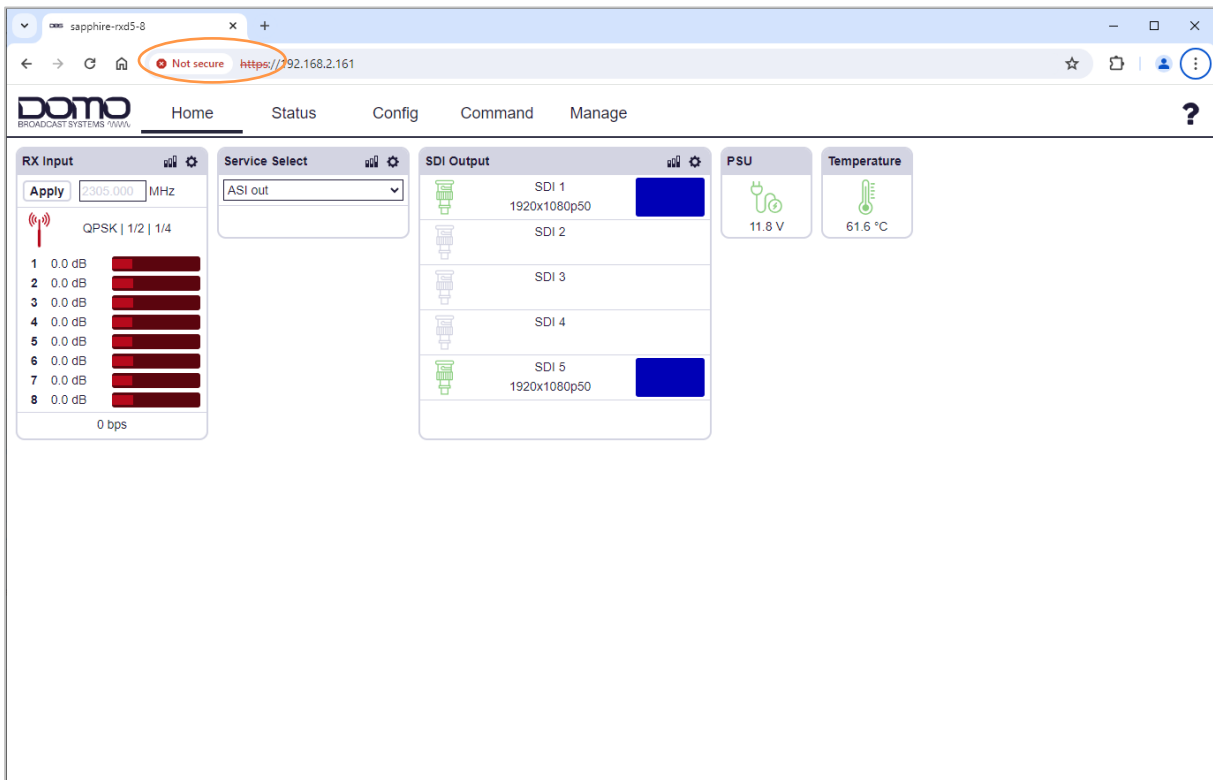 sapphire-rxd5-8
Not secure https://192.168.2.161
DOMO
BROADCAST SYSTEMS
Home Status Config Command Manage ?
RX Input
Apply 2305.000 MHz
QPSK | 1/2 | 1/4
1 0.0 dB
2 0.0 dB
3 0.0 dB
4 0.0 dB
5 0.0 dB
6 0.0 dB
7 0.0 dB
8 0.0 dB
0 bps
Service Select
ASI out
SDI Output
SDI 1
1920x1080p50
SDI 2
SDI 3
SDI 4
SDI 5
1920x1080p50
PSU
11.8 V
Temperature
61.6 °C